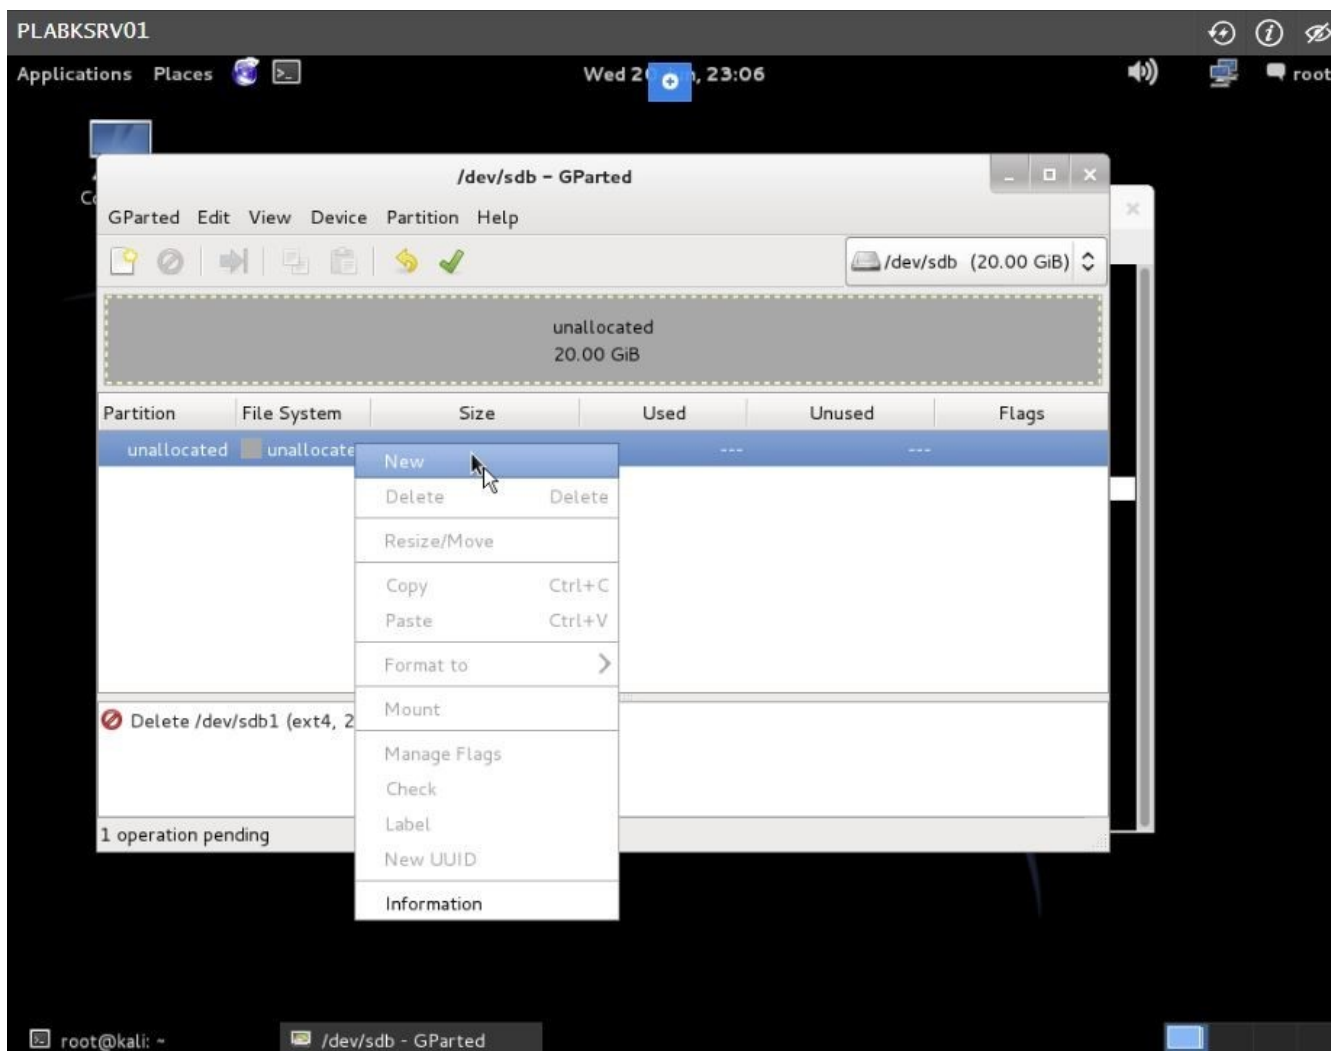 PLABKSRV01
Applications Places
Wed 20 , 23:06
root
/dev/sdb – GParted
GParted Edit View Device Partition Help
/dev/sdb (20.00 GiB)
unallocated
20.00 GiB
Partition File System Size Used Unused Flags
unallocated unallocate --- ---
New
Delete Delete
Resize/Move
Copy Ctrl+C
Paste Ctrl+V
Format to
Mount
Manage Flags
Check
Label
New UUID
Information
Delete /dev/sdb1 (ext4, 2
1 operation pending
root@kali: ~
/dev/sdb - GParted